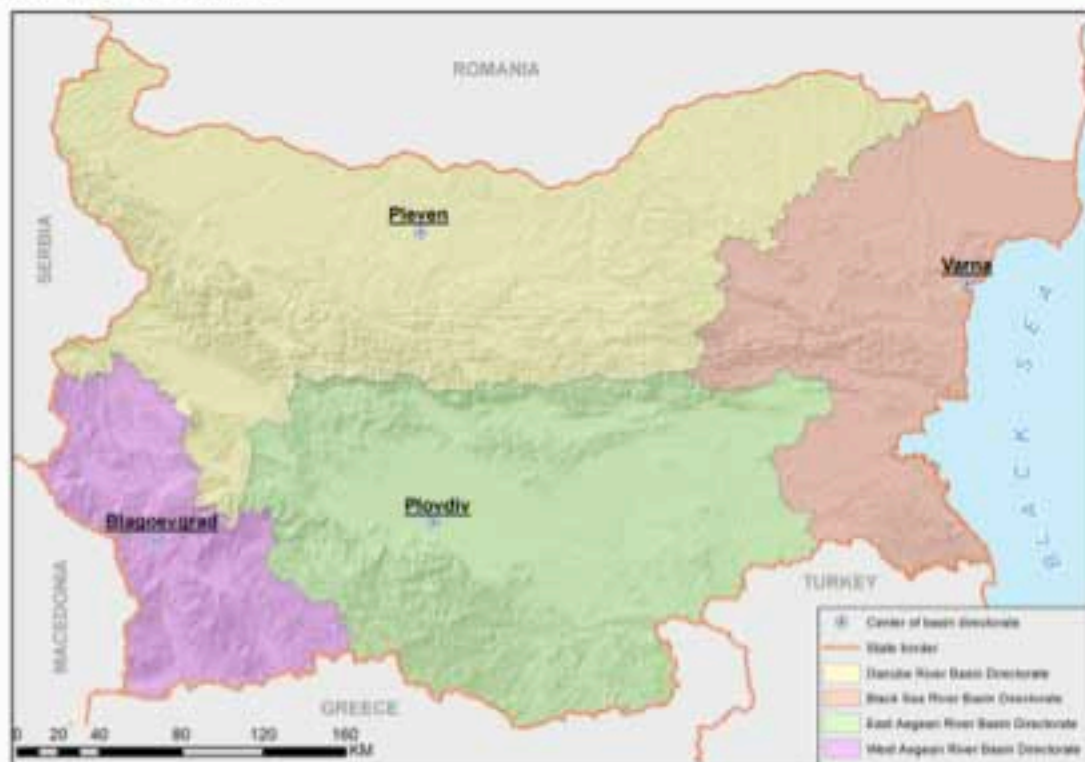 ROMANIA
SERBIA
Pleven
Varna
BLACK SEA
Plovdiv
Blagoevgrad
MACEDONIA
TURKEY
GREECE
Center of basin directorate
State border
Danube River Basin Directorate
Black Sea River Basin Directorate
East Aegean River Basin Directorate
West Aegean River Basin Directorate
0 20 40 80 120 160
KM